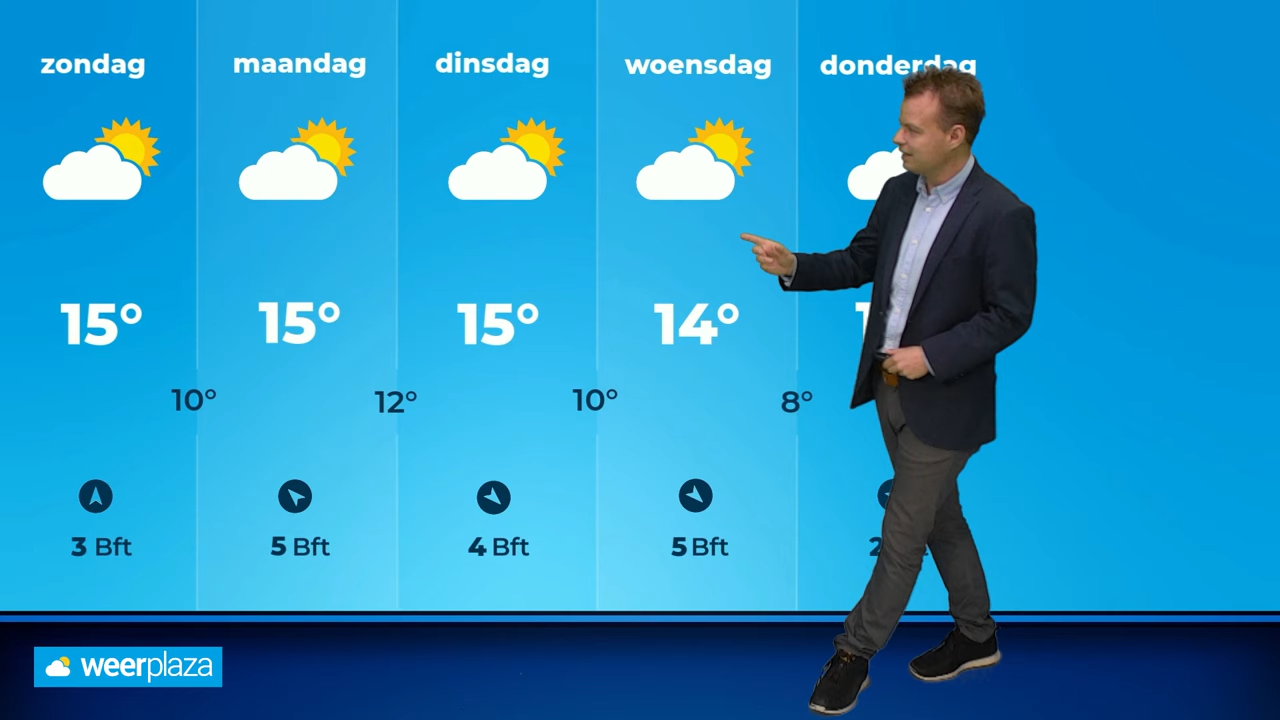 zondag maandag dinsdag woensdag donderdag
15° 15° 15° 14°
10° 12° 10° 8°
3 Bft 5 Bft 4 Bft 5 Bft 2
weerplaza